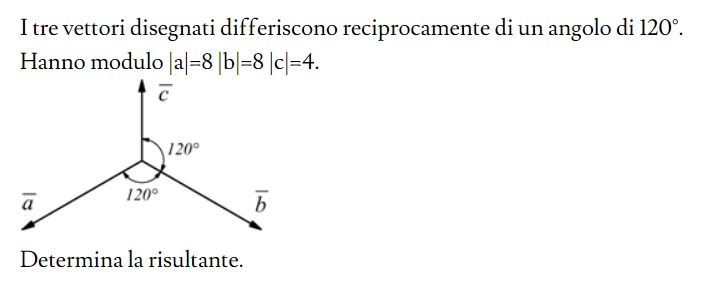 I tre vettori disegnati differiscono reciprocamente di un angolo di 120°.
Hanno modulo |a|=8 |b|=8 |c|=4.
c
120°
a
120°
b
Determina la risultante.